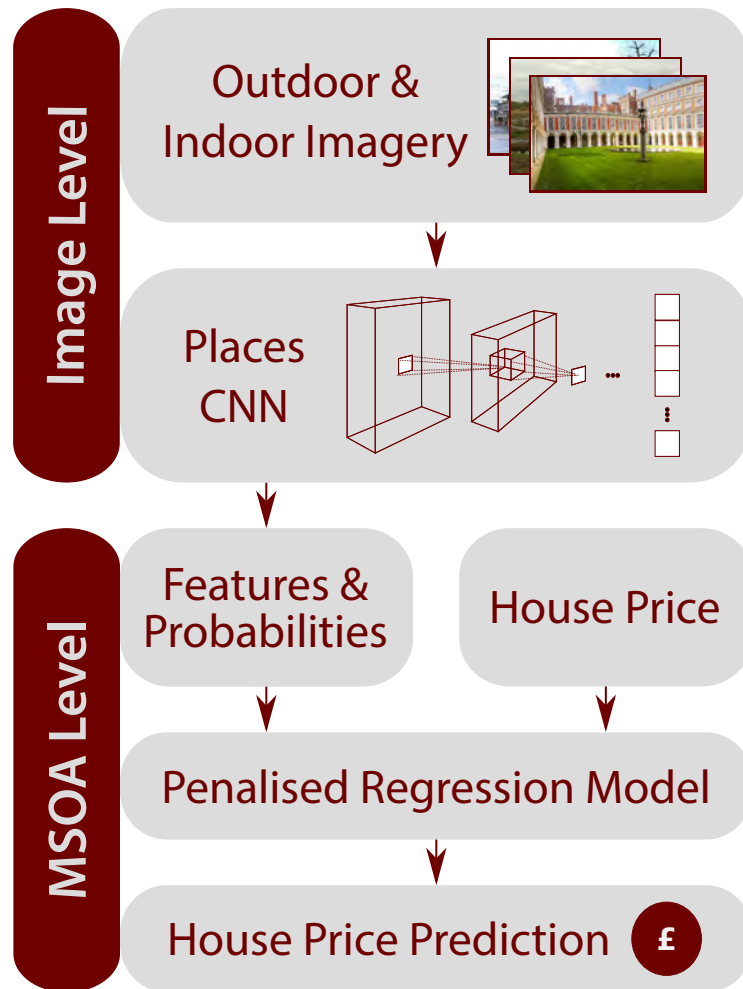 Image Level
Outdoor &
Indoor Imagery
Places
CNN
MSOA Level
Features &
Probabilities
House Price
Penalised Regression Model
House Price Prediction £